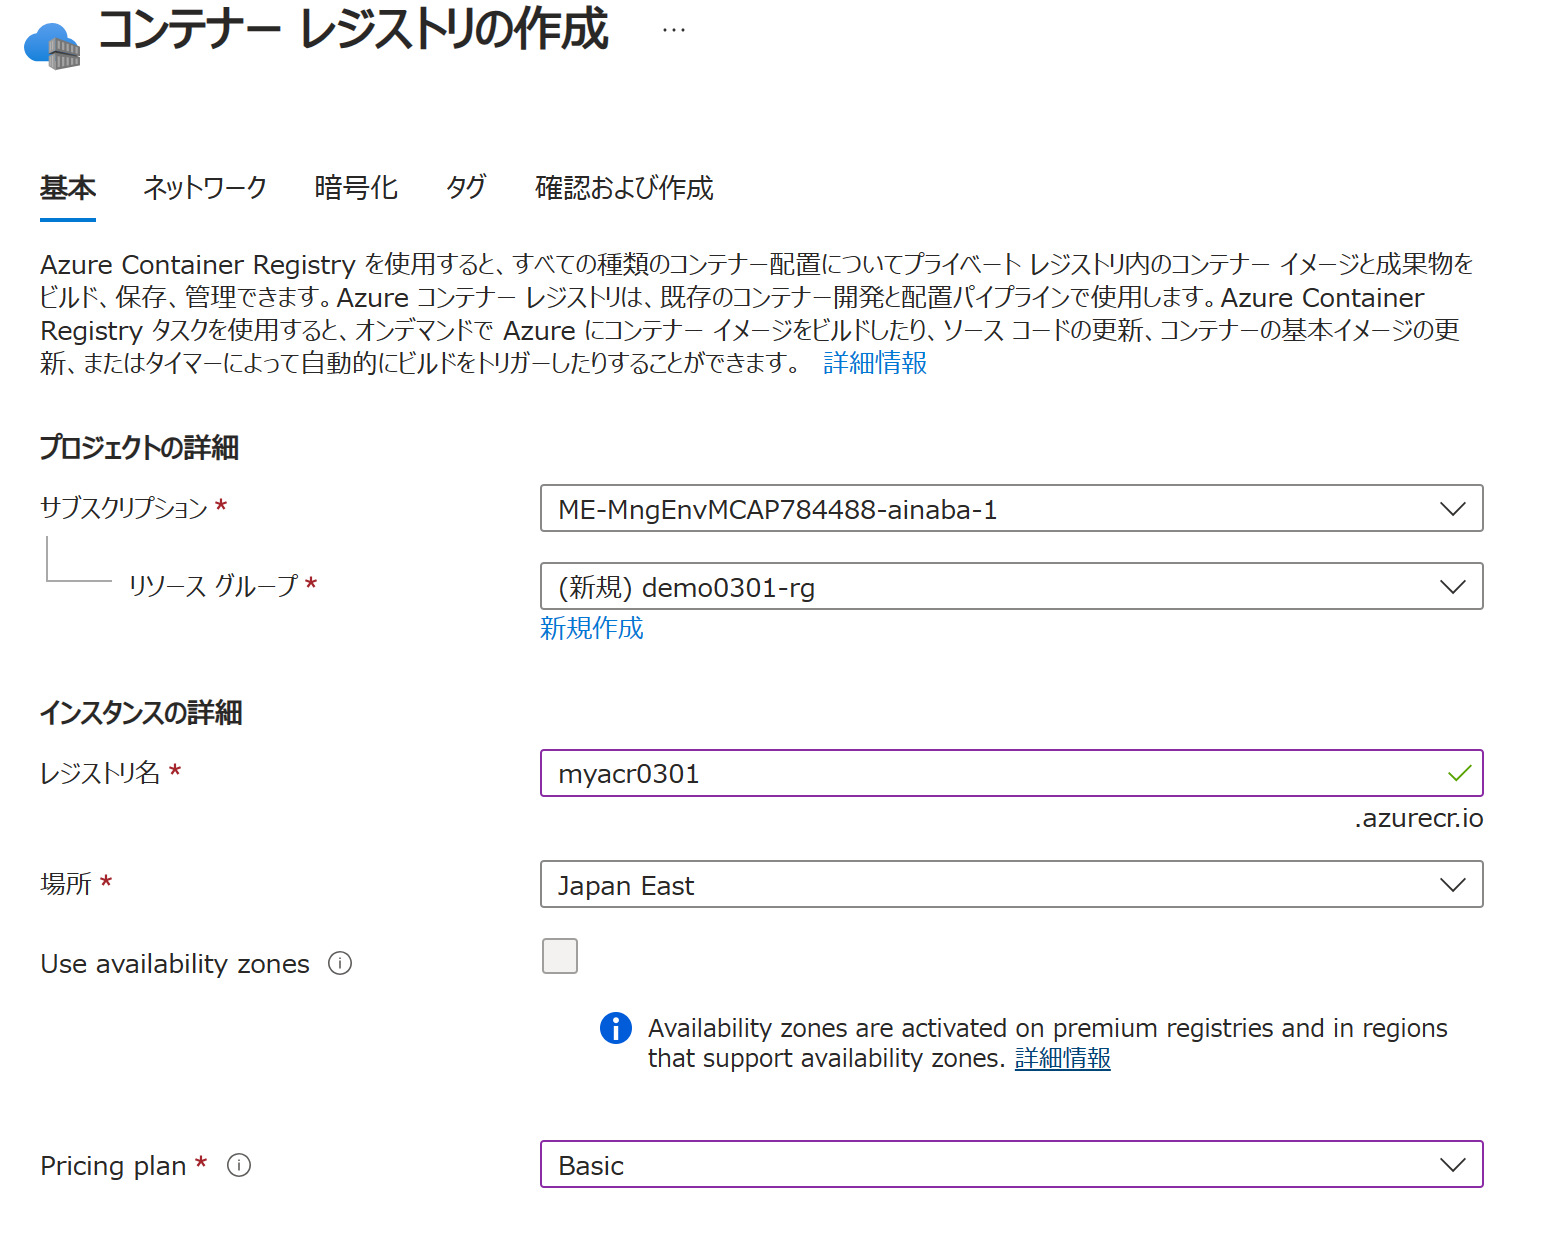 コンテナー レジストリの作成 …
基本 ネットワーク 暗号化 タグ 確認および作成
Azure Container Registry を使用すると、すべての種類のコンテナー配置についてプライベート レジストリ内のコンテナー イメージと成果物を
ビルド、保存、管理できます。Azure コンテナー レジストリは、既存のコンテナー開発と配置パイプラインで使用します。Azure Container
Registry タスクを使用すると、オンデマンドで Azure にコンテナー イメージをビルドしたり、ソース コードの更新、コンテナーの基本イメージの更
新、またはタイマーによって自動的にビルドをトリガーしたりすることができます。 詳細情報
プロジェクトの詳細
サブスクリプション *
ME-MngEnvMCAP784488-ainaba-1
リソース グループ *
(新規) demo0301-rg
新規作成
インスタンスの詳細
レジストリ名 *
myacr0301
.azurecr.io
場所 *
Japan East
Use availability zones
Availability zones are activated on premium registries and in regions
that support availability zones. 詳細情報
Pricing plan *
Basic